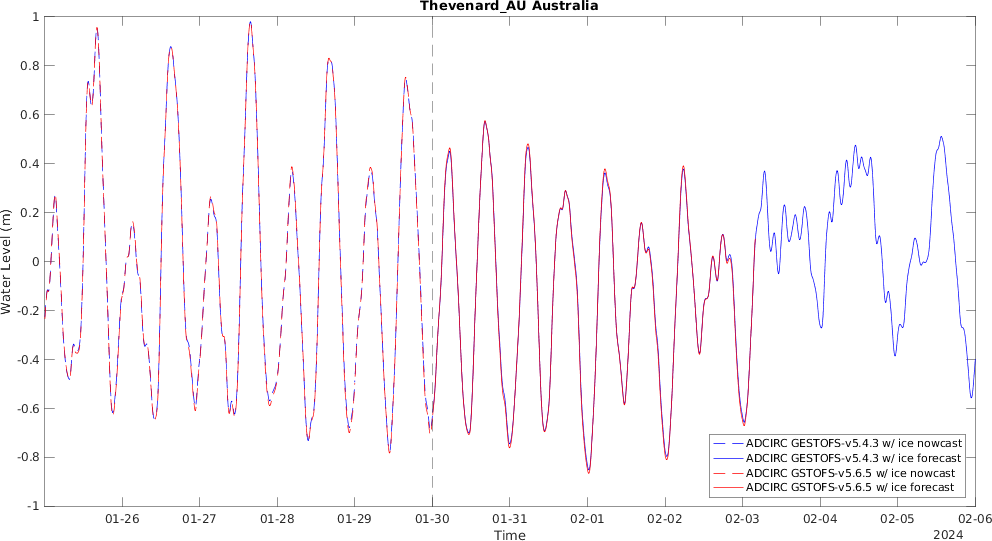 Thevenard_AU Australia
Water Level (m)
1
0.8
0.6
0.4
0.2
0
-0.2
-0.4
-0.6
-0.8
-1
ADCIRC GESTOFS-v5.4.3 w/ ice nowcast
ADCIRC GESTOFS-v5.4.3 w/ ice forecast
ADCIRC GSTOFS-v5.6.5 w/ ice nowcast
ADCIRC GSTOFS-v5.6.5 w/ ice forecast
01-26 01-27 01-28 01-29 01-30 01-31 02-01 02-02 02-03 02-04 02-05 02-06
Time
2024